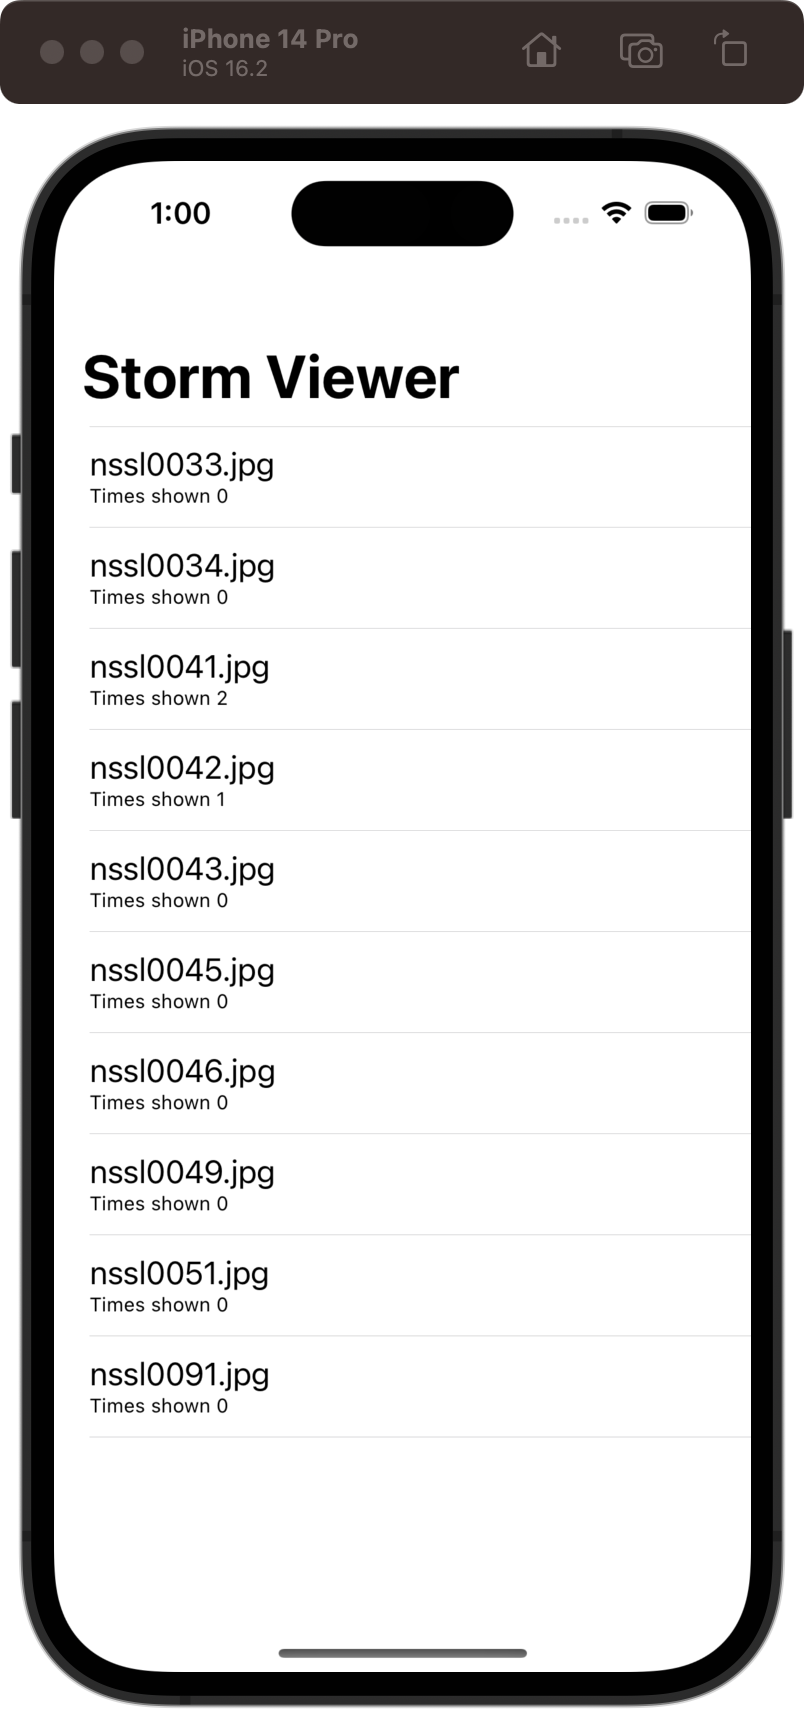 iPhone 14 Pro
iOS 16.2
1:00
Storm Viewer
nssl0033.jpg
Times shown 0
nssl0034.jpg
Times shown 0
nssl0041.jpg
Times shown 2
nssl0042.jpg
Times shown 1
nssl0043.jpg
Times shown 0
nssl0045.jpg
Times shown 0
nssl0046.jpg
Times shown 0
nssl0049.jpg
Times shown 0
nssl0051.jpg
Times shown 0
nssl0091.jpg
Times shown 0